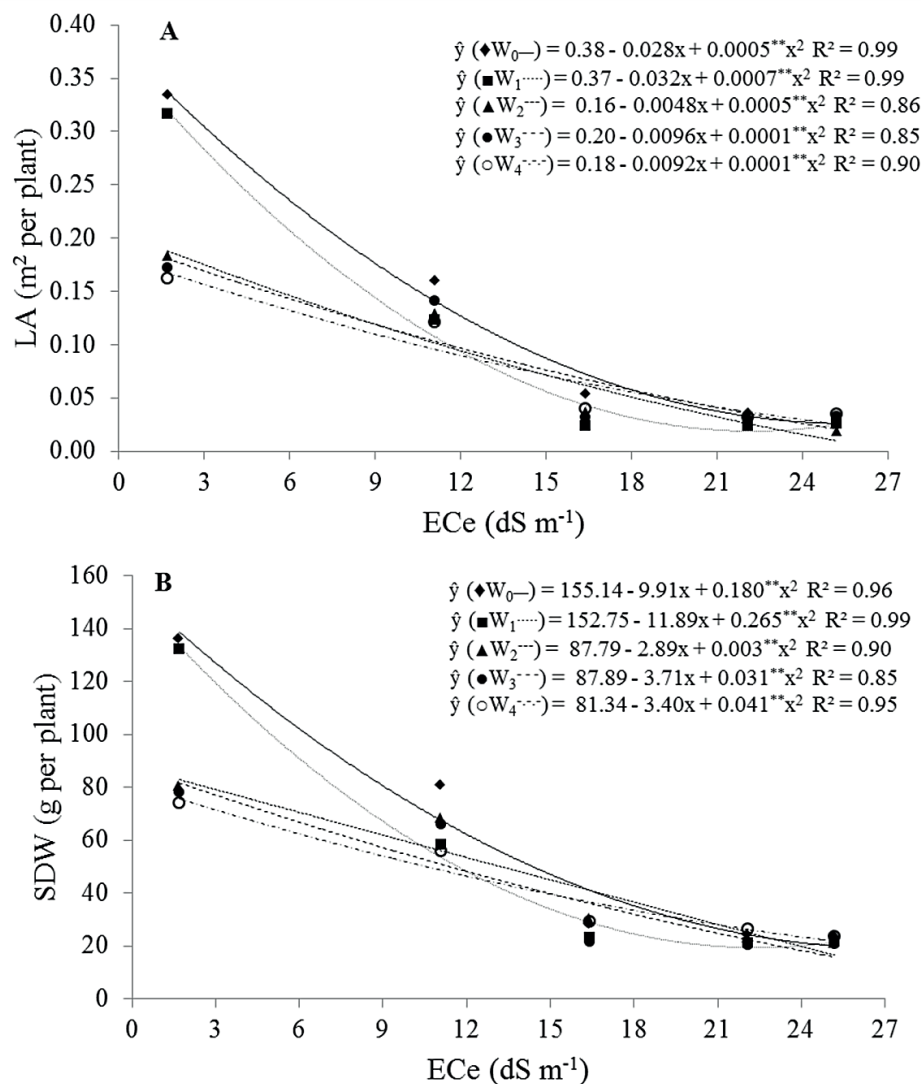 A
ŷ (♦W₀—) = 0.38 - 0.028x + 0.0005**x² R² = 0.99
ŷ (■W₁·····) = 0.37 - 0.032x + 0.0007**x² R² = 0.99
ŷ (▲W₂---) = 0.16 - 0.0048x + 0.0005**x² R² = 0.86
ŷ (●W₃- - -) = 0.20 - 0.0096x + 0.0001**x² R² = 0.85
ŷ (○W₄-·-·-) = 0.18 - 0.0092x + 0.0001**x² R² = 0.90
0.40
0.35
0.30
0.25
0.20
0.15
0.10
0.05
0.00
LA (m² per plant)
0 3 6 9 12 15 18 21 24 27
ECe (dS m⁻¹)
B
ŷ (♦W₀—) = 155.14 - 9.91x + 0.180**x² R² = 0.96
ŷ (■W₁·····) = 152.75 - 11.89x + 0.265**x² R² = 0.99
ŷ (▲W₂---) = 87.79 - 2.89x + 0.003**x² R² = 0.90
ŷ (●W₃- - -) = 87.89 - 3.71x + 0.031**x² R² = 0.85
ŷ (○W₄-·-·-) = 81.34 - 3.40x + 0.041**x² R² = 0.95
160
140
120
100
80
60
40
20
0
SDW (g per plant)
0 3 6 9 12 15 18 21 24 27
ECe (dS m⁻¹)